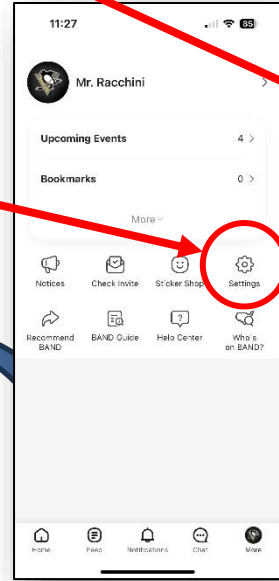 11:27
85
Mr. Racchini
Upcoming Events 4
Bookmarks 0
More
Notices Check Invite Sticker Shop Settings
Recommend BAND BAND Guide Help Center Who's on BAND?
Home Feed Notifications Chat More